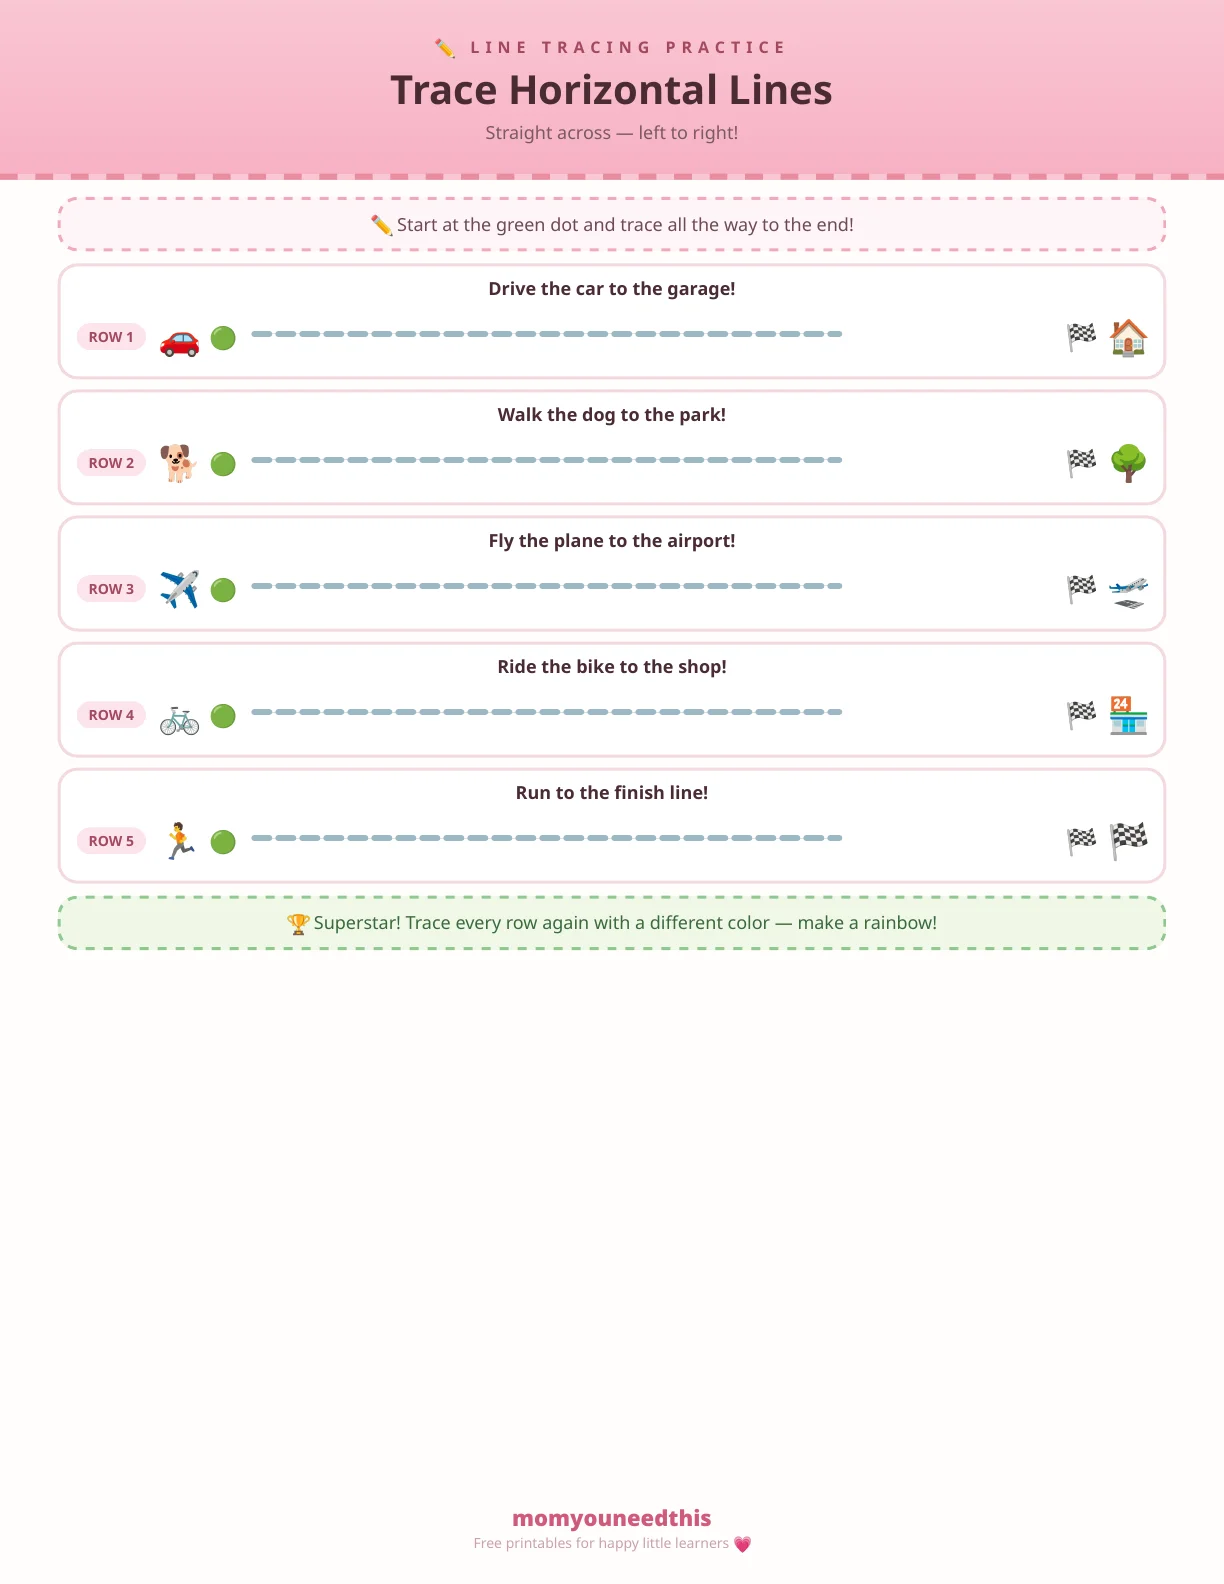 ✏️ LINE TRACING PRACTICE
Trace Horizontal Lines
Straight across — left to right!
✏️ Start at the green dot and trace all the way to the end!
Drive the car to the garage!
ROW 1
Walk the dog to the park!
ROW 2
Fly the plane to the airport!
ROW 3
Ride the bike to the shop!
ROW 4
24
Run to the finish line!
ROW 5
🏆 Superstar! Trace every row again with a different color — make a rainbow!
momyouneedthis
Free printables for happy little learners 💗